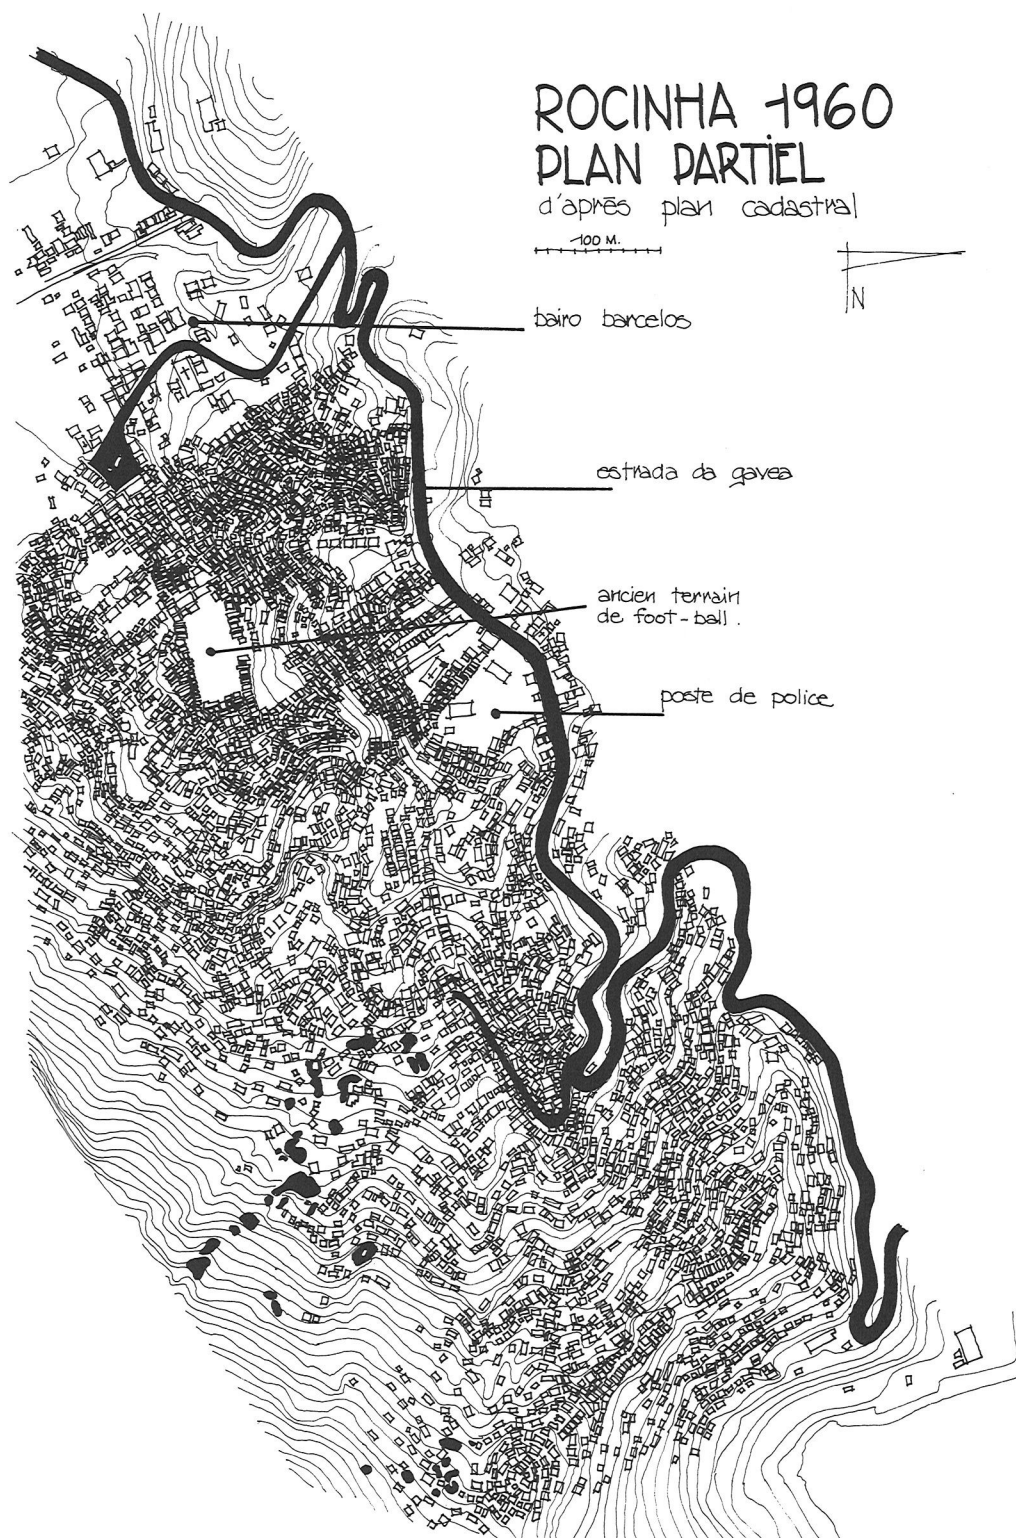 ROCINHA 1960
PLAN PARTIEL
d'après plan cadastral
100 M.
N
bairo barcelos
estrada da gavea
ancien terrain
de foot-ball.
poste de police